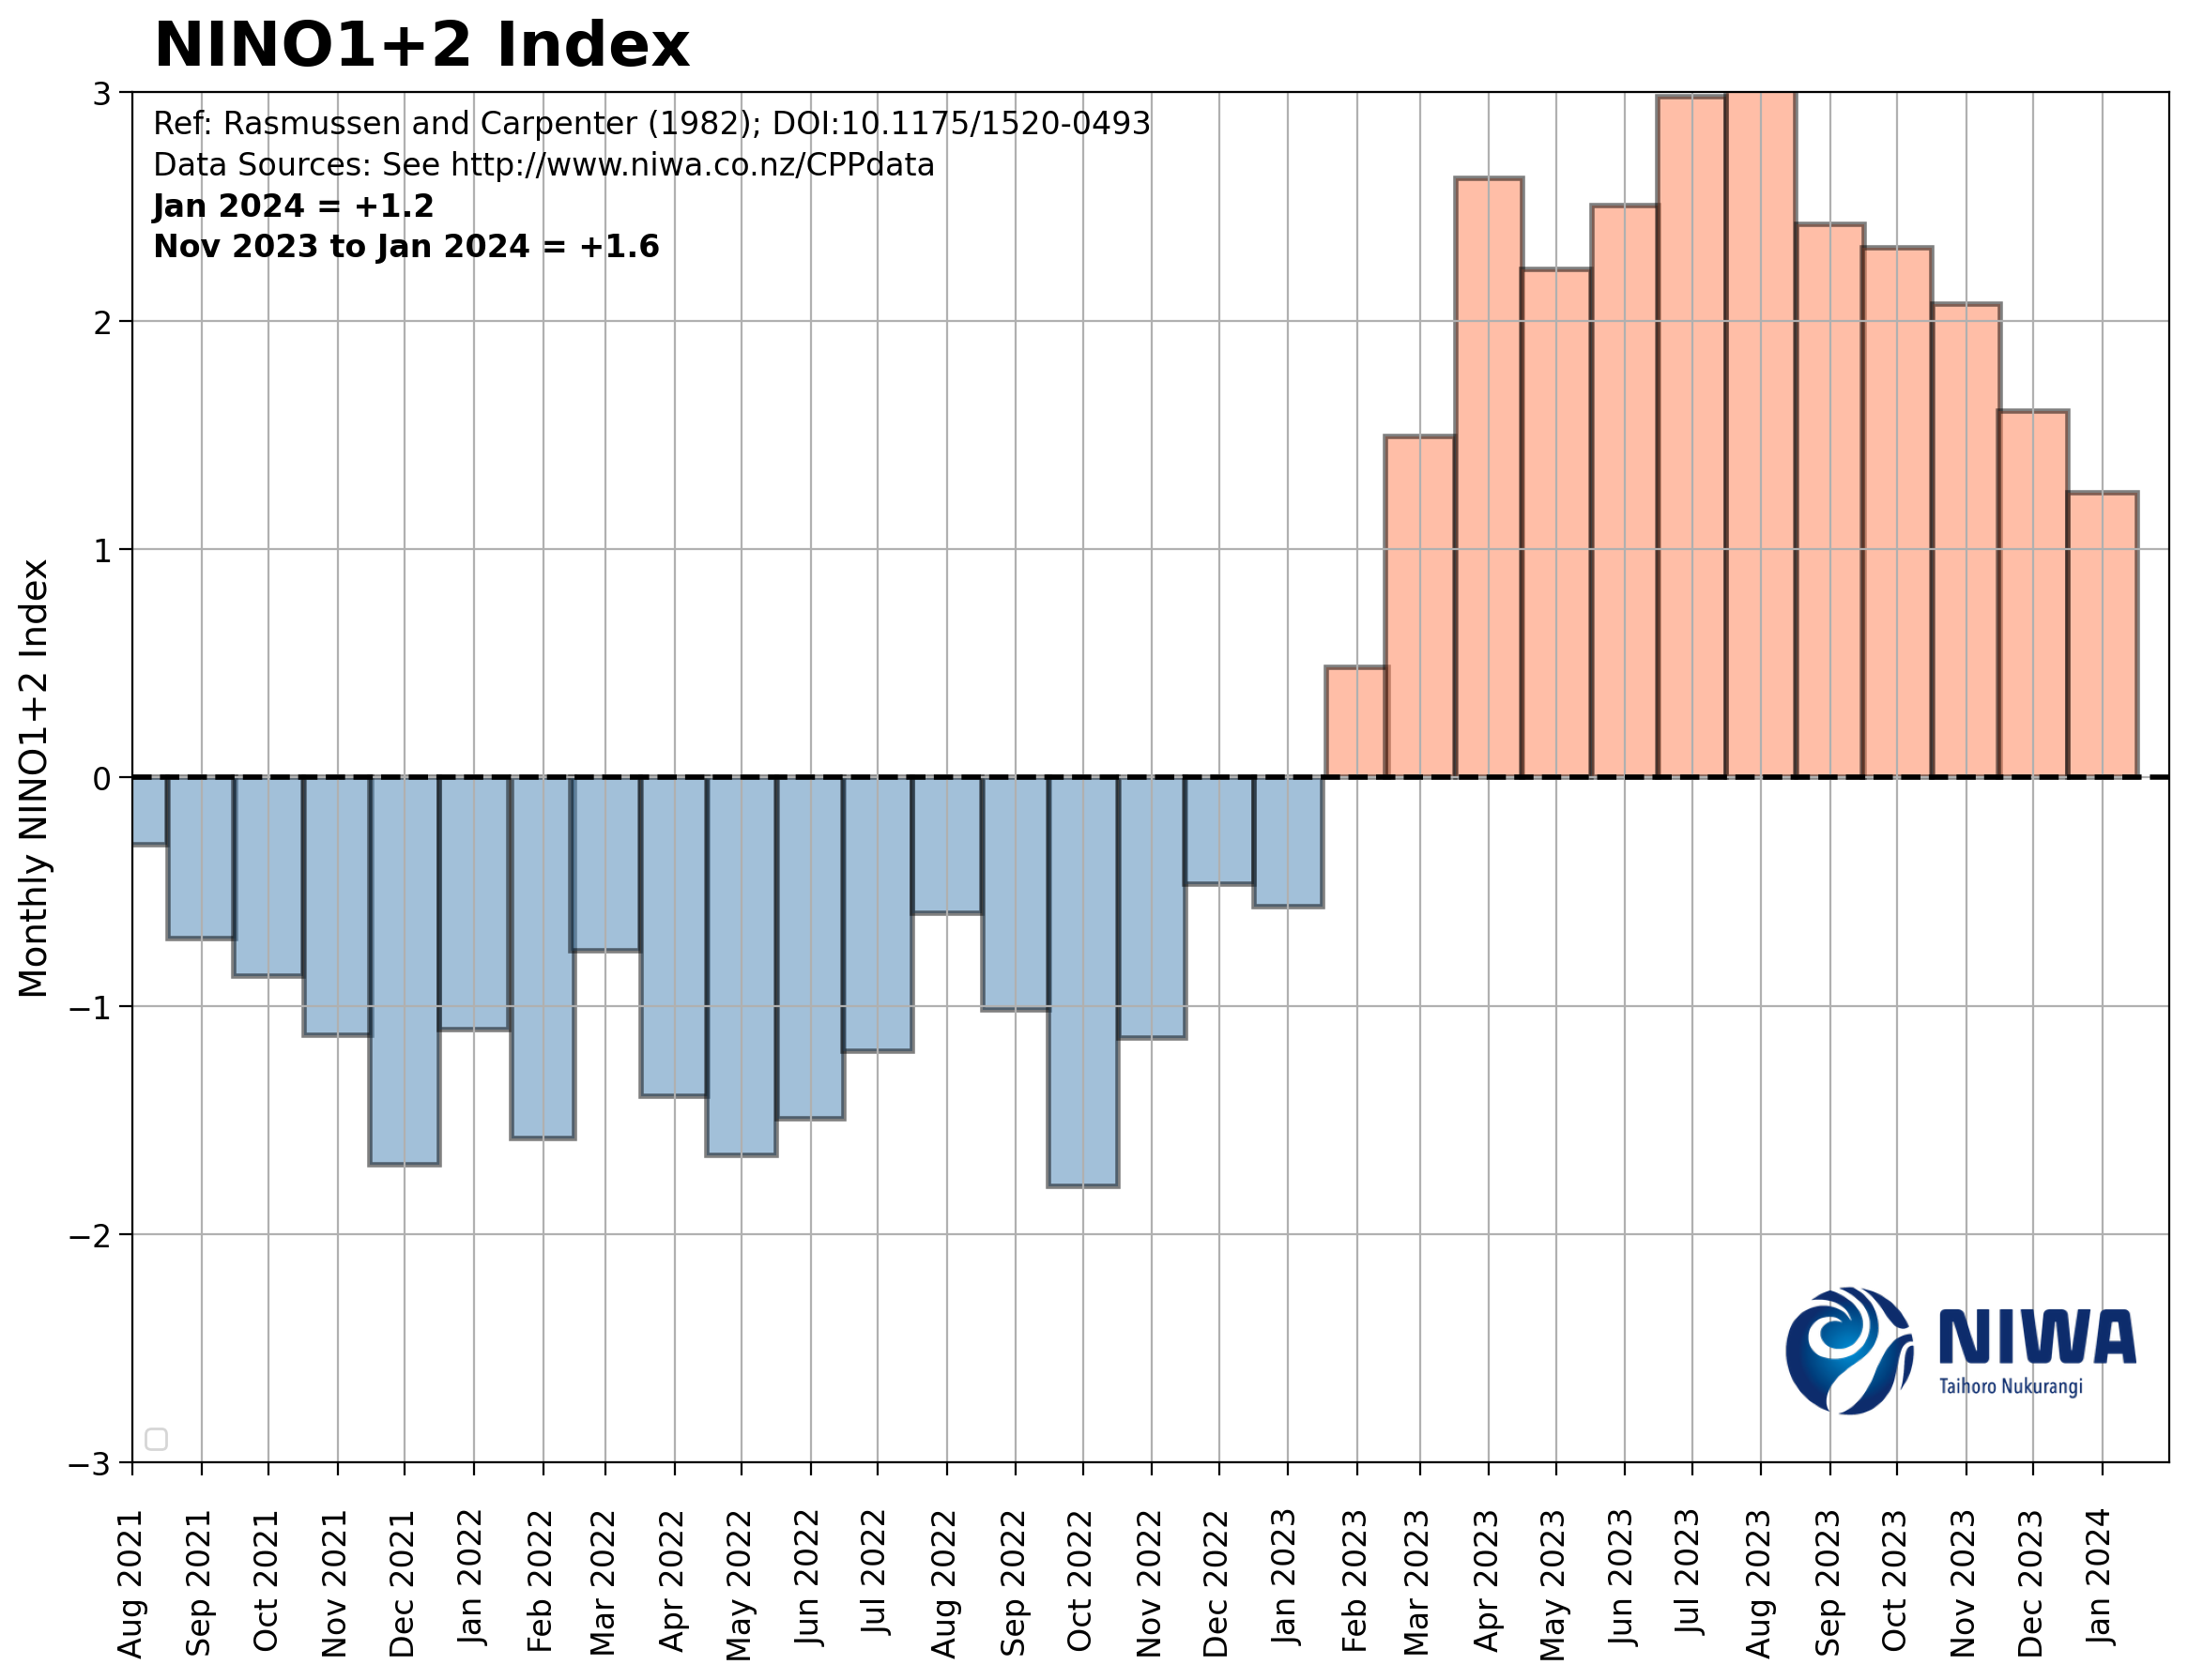 NINO1+2 Index
Ref: Rasmussen and Carpenter (1982); DOI:10.1175/1520-0493
Data Sources: See http://www.niwa.co.nz/CPPdata
Jan 2024 = +1.2
Nov 2023 to Jan 2024 = +1.6
Monthly NINO1+2 Index
3
2
1
0
−1
−2
−3
NIWA
Taihoro Nukurangi
Aug 2021
Sep 2021
Oct 2021
Nov 2021
Dec 2021
Jan 2022
Feb 2022
Mar 2022
Apr 2022
May 2022
Jun 2022
Jul 2022
Aug 2022
Sep 2022
Oct 2022
Nov 2022
Dec 2022
Jan 2023
Feb 2023
Mar 2023
Apr 2023
May 2023
Jun 2023
Jul 2023
Aug 2023
Sep 2023
Oct 2023
Nov 2023
Dec 2023
Jan 2024